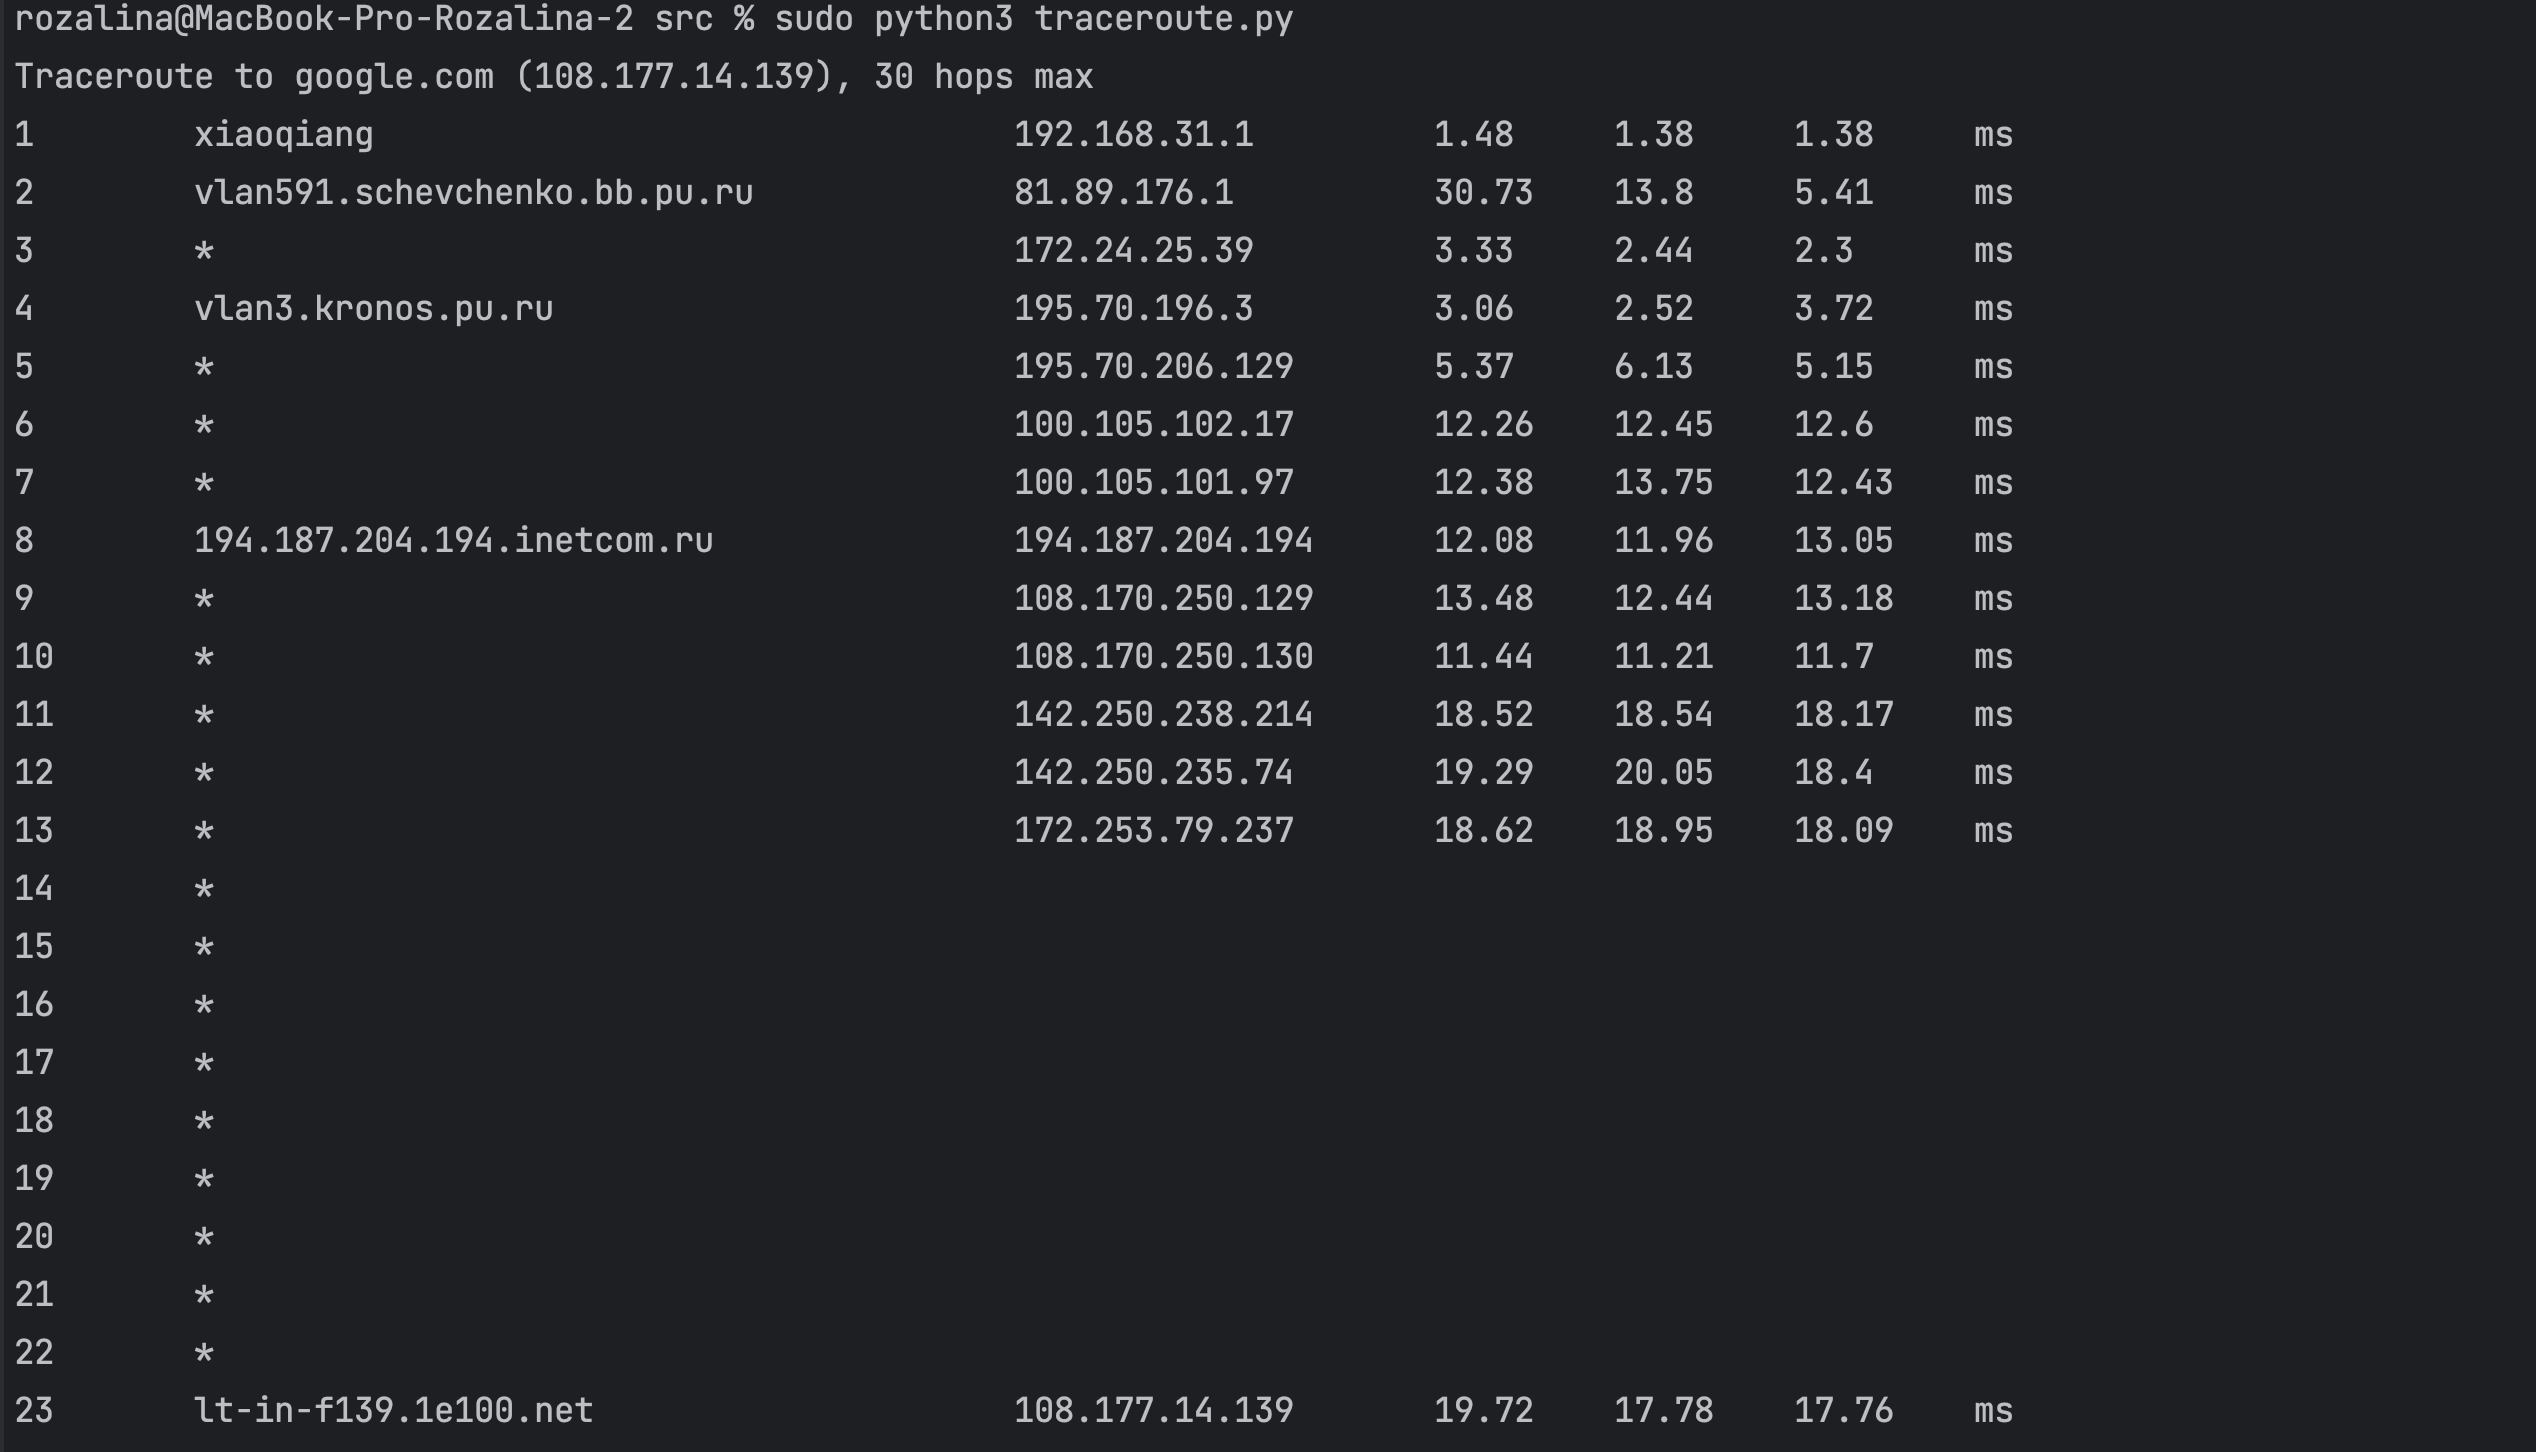 rozalina@MacBook-Pro-Rozalina-2 src % sudo python3 traceroute.py
Traceroute to google.com (108.177.14.139), 30 hops max
1 xiaoqiang 192.168.31.1 1.48 1.38 1.38 ms
2 vlan591.schevchenko.bb.pu.ru 81.89.176.1 30.73 13.8 5.41 ms
3 * 172.24.25.39 3.33 2.44 2.3 ms
4 vlan3.kronos.pu.ru 195.70.196.3 3.06 2.52 3.72 ms
5 * 195.70.206.129 5.37 6.13 5.15 ms
6 * 100.105.102.17 12.26 12.45 12.6 ms
7 * 100.105.101.97 12.38 13.75 12.43 ms
8 194.187.204.194.inetcom.ru 194.187.204.194 12.08 11.96 13.05 ms
9 * 108.170.250.129 13.48 12.44 13.18 ms
10 * 108.170.250.130 11.44 11.21 11.7 ms
11 * 142.250.238.214 18.52 18.54 18.17 ms
12 * 142.250.235.74 19.29 20.05 18.4 ms
13 * 172.253.79.237 18.62 18.95 18.09 ms
14 *
15 *
16 *
17 *
18 *
19 *
20 *
21 *
22 *
23 lt-in-f139.1e100.net 108.177.14.139 19.72 17.78 17.76 ms